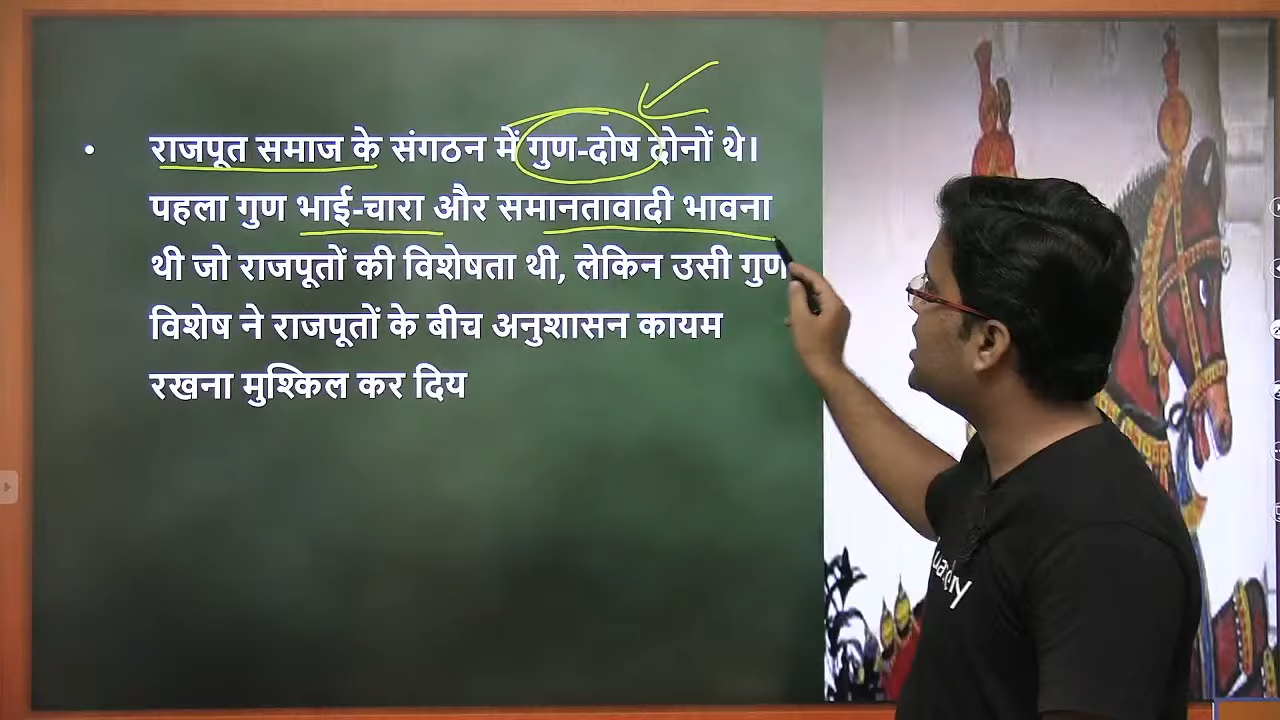 राजपूत समाज के संगठन में गुण-दोष दोनों थे।
पहला गुण भाई-चारा और समानतावादी भावना
थी जो राजपूतों की विशेषता थी, लेकिन उसी गुण
विशेष ने राजपूतों के बीच अनुशासन कायम
रखना मुश्किल कर दिय